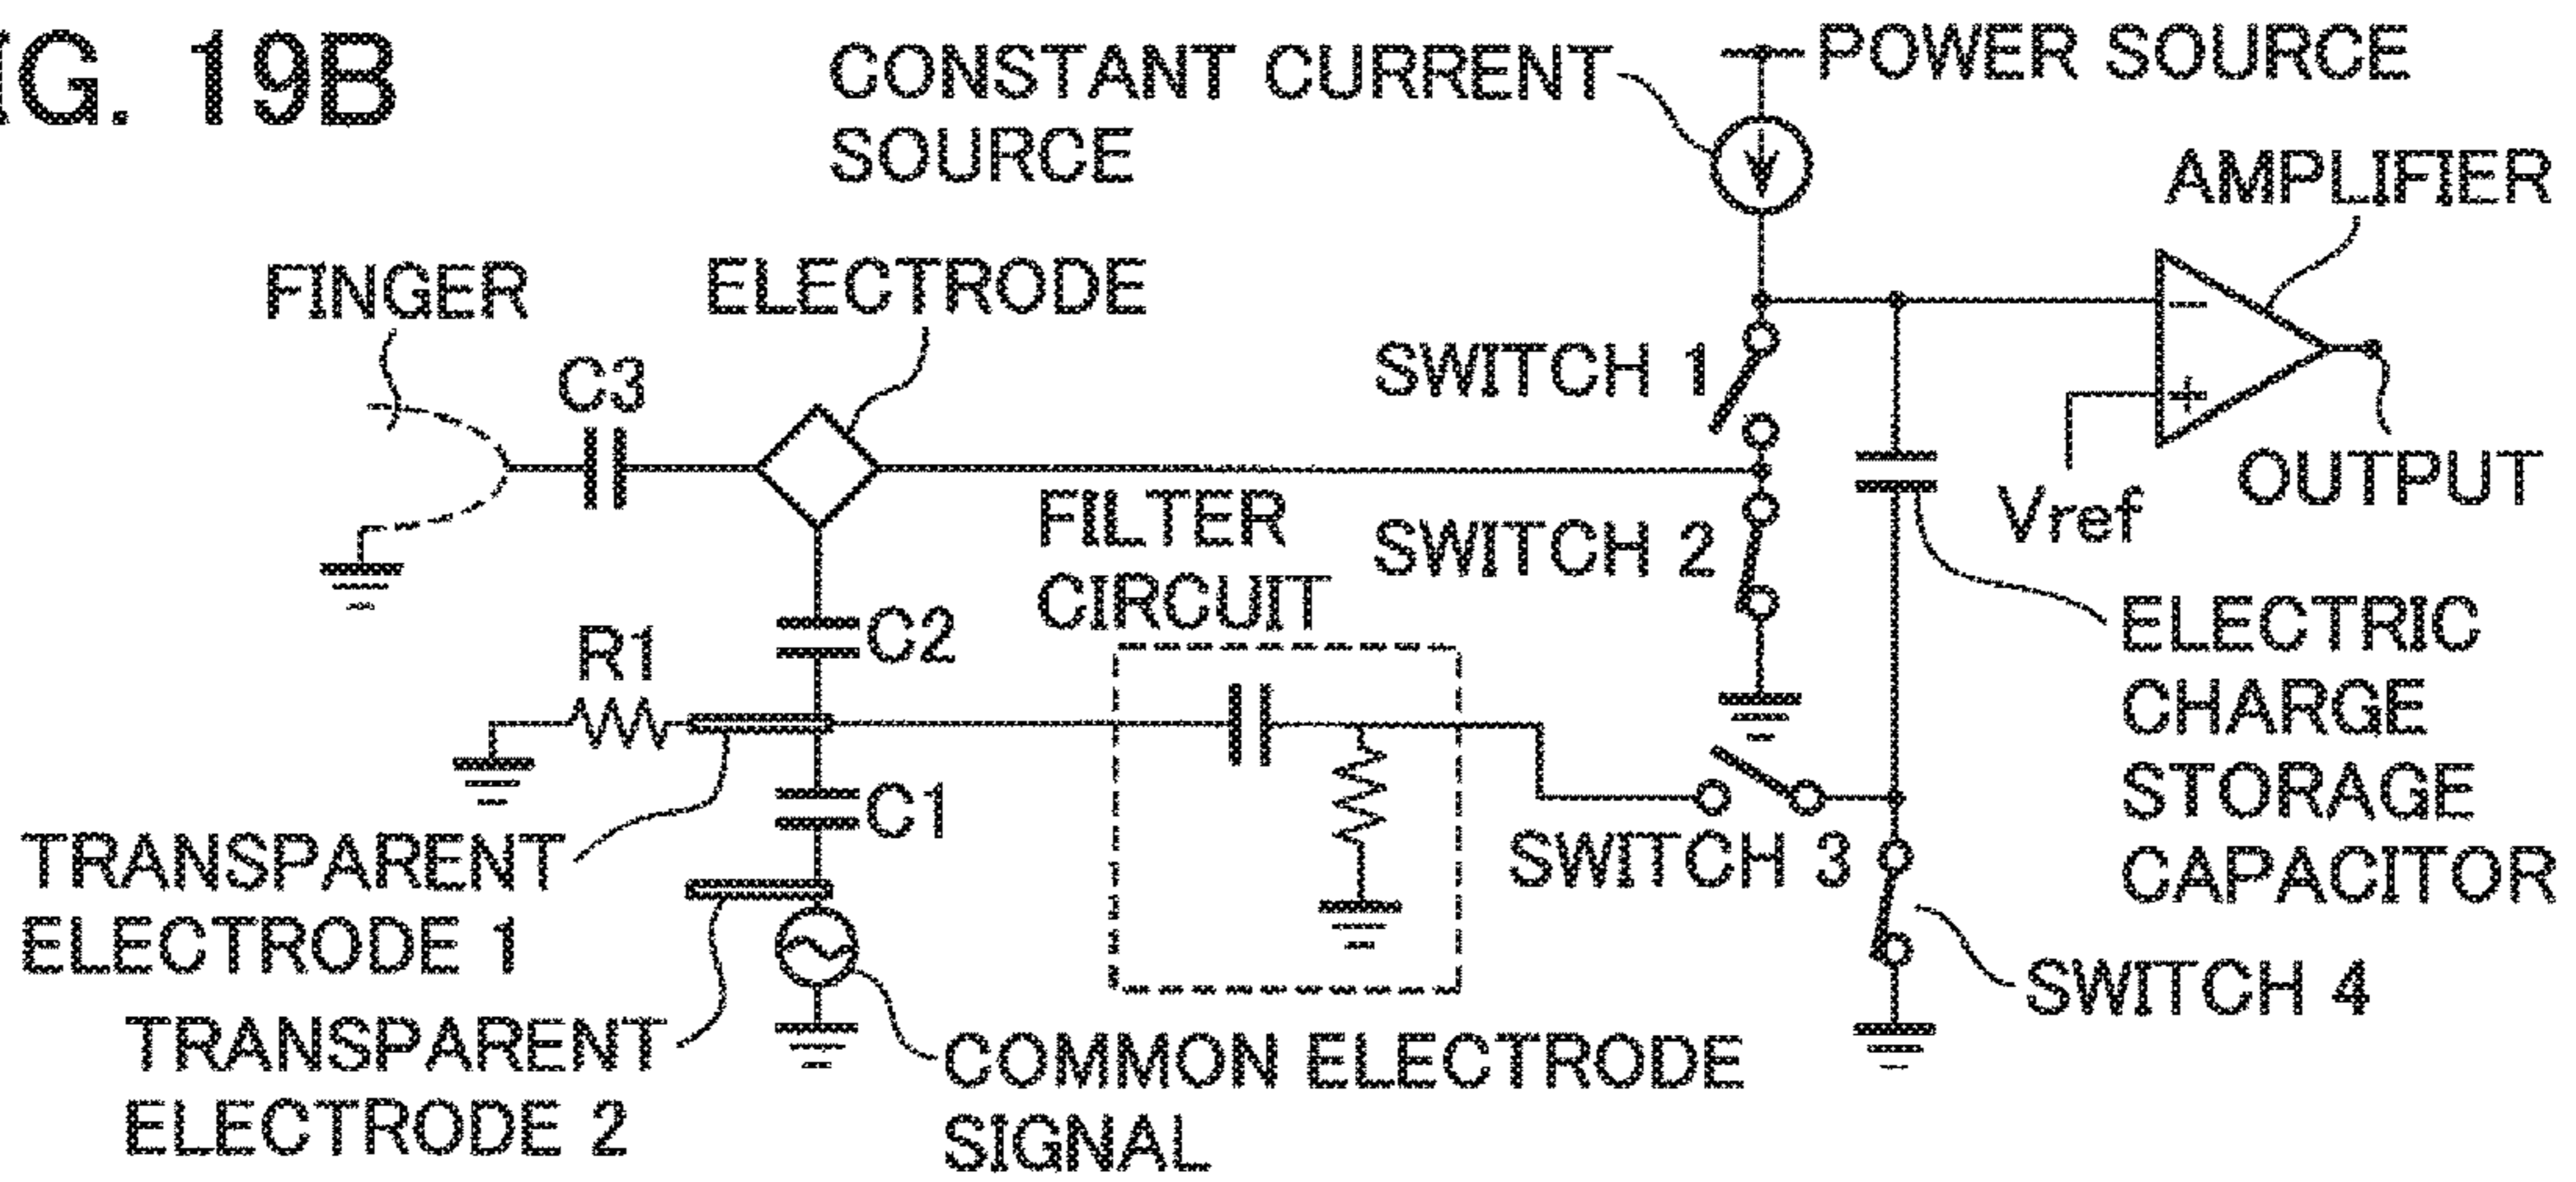 IG. 19B
CONSTANT CURRENT
SOURCE
POWER SOURCE
AMPLIFIER
FINGER
ELECTRODE
C3
SWITCH 1
−
+
Vref
OUTPUT
FILTER
CIRCUIT
SWITCH 2
C2
R1
ELECTRIC
CHARGE
STORAGE
CAPACITOR
C1
SWITCH 3
TRANSPARENT
ELECTRODE 1
SWITCH 4
TRANSPARENT
ELECTRODE 2
COMMON ELECTRODE
SIGNAL